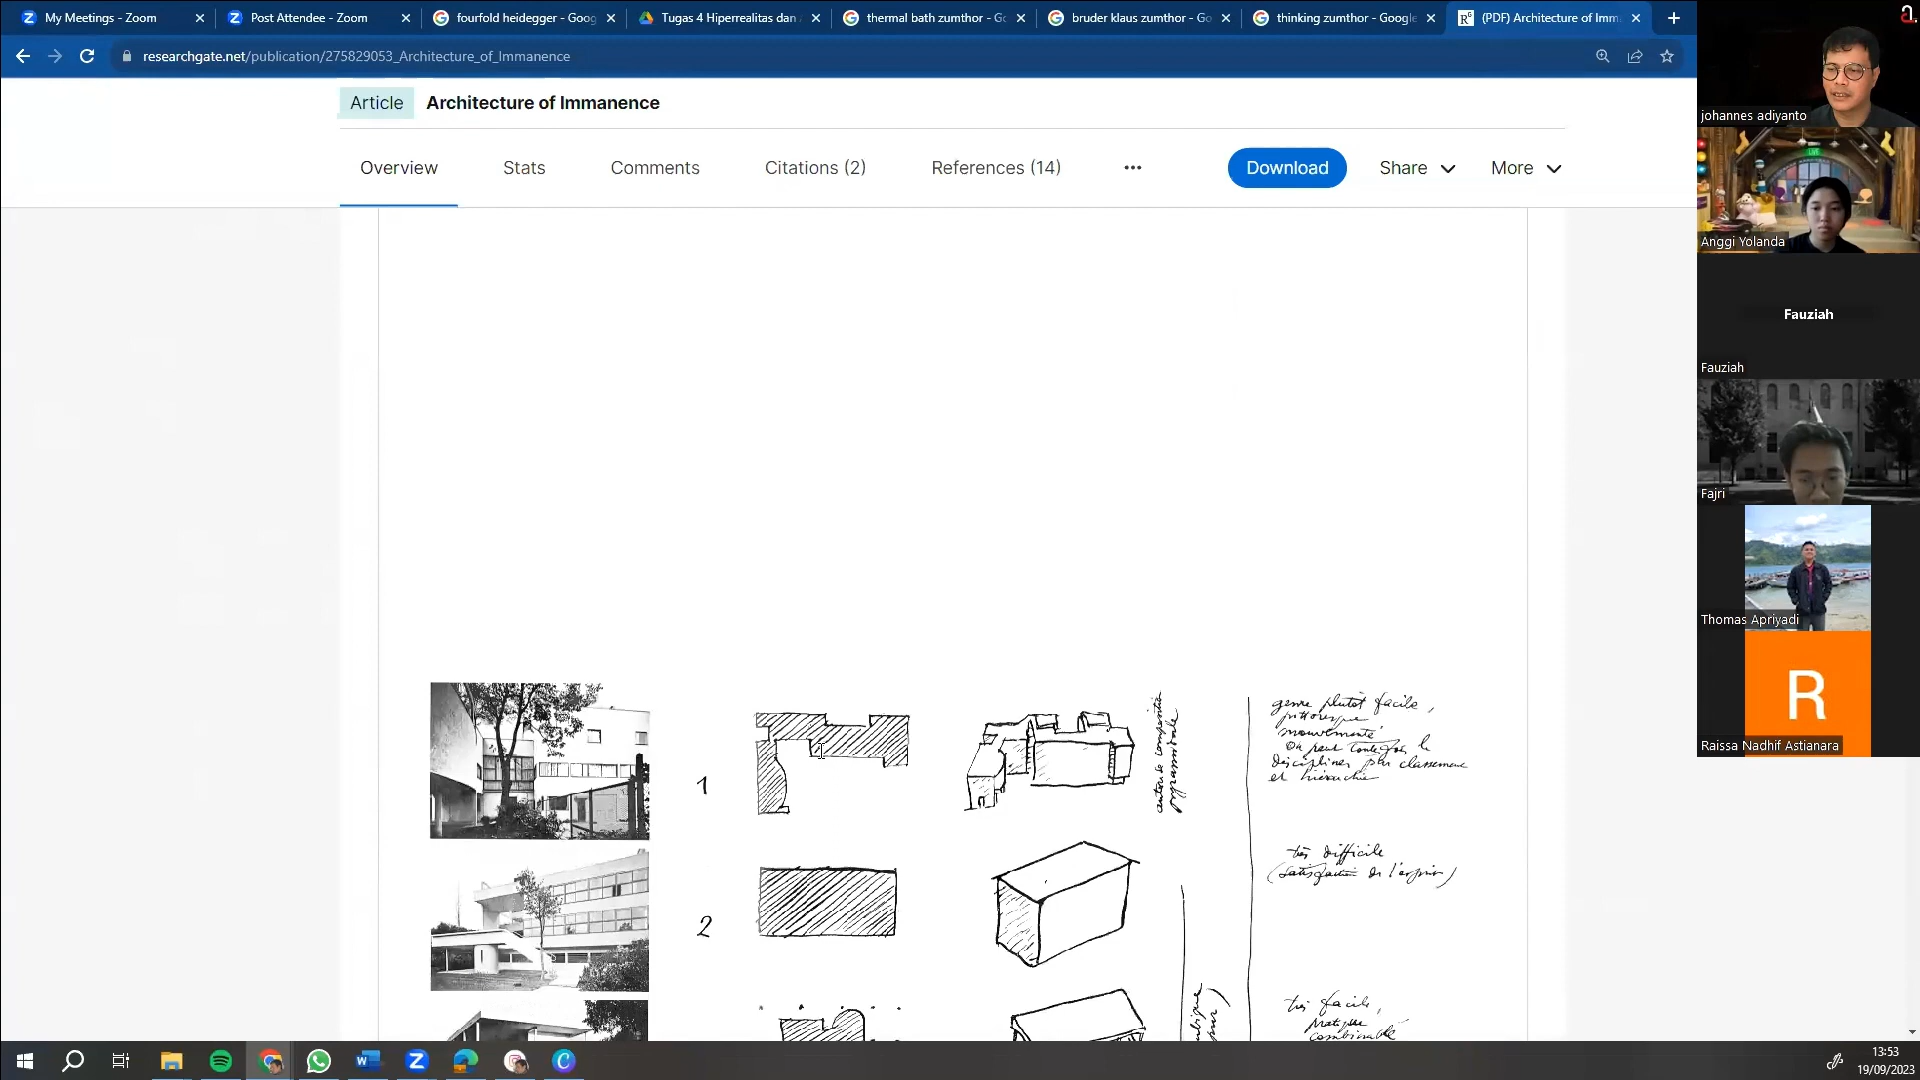 My Meetings - Zoom
Post Attendee - Zoom
fourfold heidegger - Goog
Tugas 4 Hiperrealitas dan
thermal bath zumthor - Go
bruder klaus zumthor - Go
thinking zumthor - Google
(PDF) Architecture of Imm
researchgate.net/publication/275829053_Architecture_of_Immanence
Article
Architecture of Immanence
Overview
Stats
Comments
Citations (2)
References (14)
Download
Share
More
1
genre plutôt facile,
pittoresque
mouvementé
On peut toutefois le
discipliner par classement
et hiérarchie
2
très difficile
(satisfaction de l'esprit)
très facile,
pratique
combinable
johannes adiyanto
Anggi Yolanda
Fauziah
Fauziah
Fajri
Thomas Apriyadi
R
Raissa Nadhif Astianara
13:53
19/09/2023